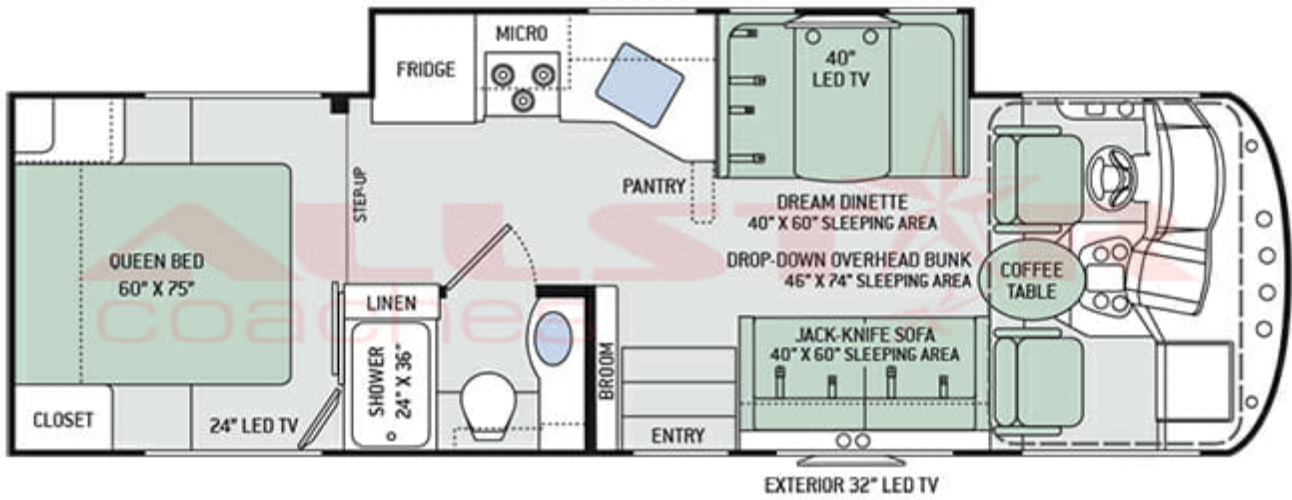 MICRO
FRIDGE
40"
LED TV
STEP-UP
PANTRY
DREAM DINETTE
40" X 60" SLEEPING AREA
QUEEN BED
60" X 75"
DROP-DOWN OVERHEAD BUNK
46" X 74" SLEEPING AREA
COFFEE
TABLE
ALLSTAR
coaches
LINEN
SHOWER
24" X 36"
BROOM
JACK-KNIFE SOFA
40" X 60" SLEEPING AREA
CLOSET
24" LED TV
ENTRY
EXTERIOR 32" LED TV